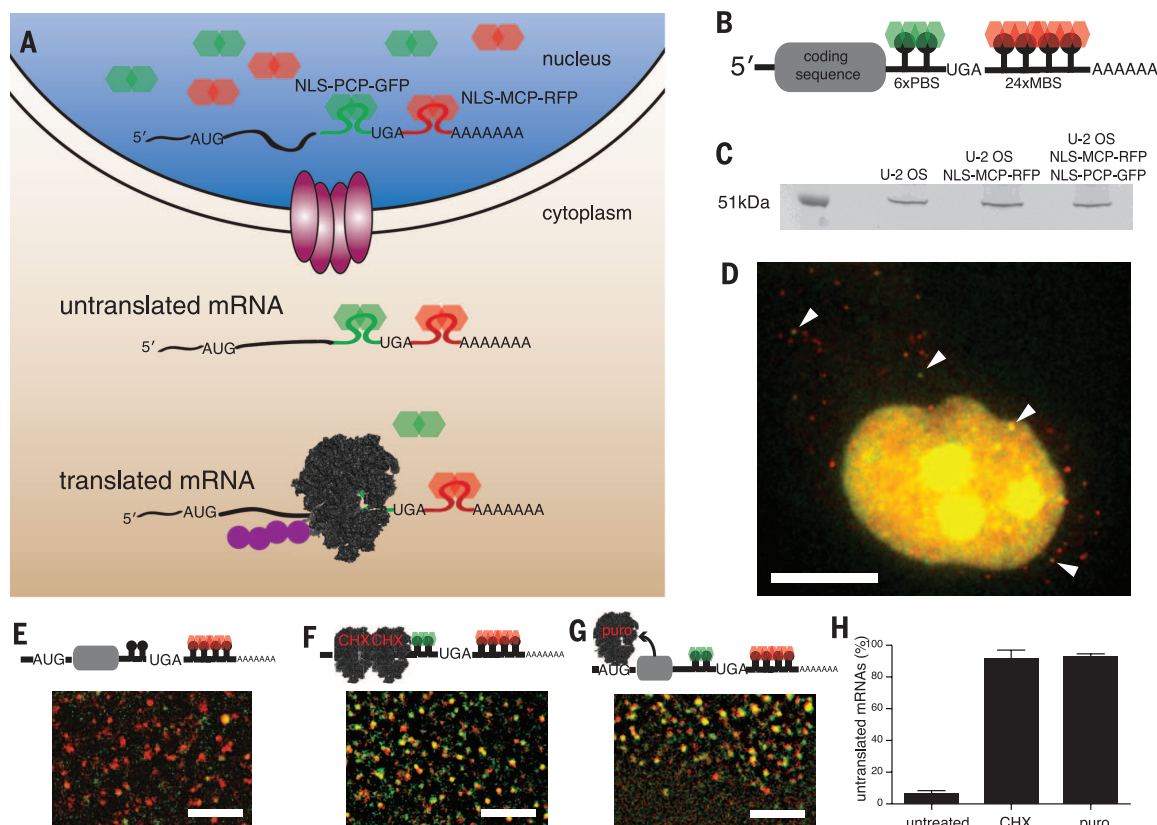 A
nucleus
NLS-PCP-GFP
NLS-MCP-RFP
5′
AUG
UGA
AAAAAAA
cytoplasm
untranslated mRNA
5′
AUG
UGA
AAAAAAA
translated mRNA
5′
AUG
UGA
AAAAAAA
B
5′
coding
sequence
6xPBS
UGA
24xMBS
AAAAAA
C
51kDa
U-2 OS
U-2 OS
NLS-MCP-RFP
U-2 OS
NLS-MCP-RFP
NLS-PCP-GFP
D
E
AUG
UGA
AAAAAAA
F
CHX
CHX
UGA
AAAAAAA
G
puro
AUG
UGA
AAAAAAA
H
untranslated mRNAs (%)
100
80
60
40
20
0
untreated
CHX
puro